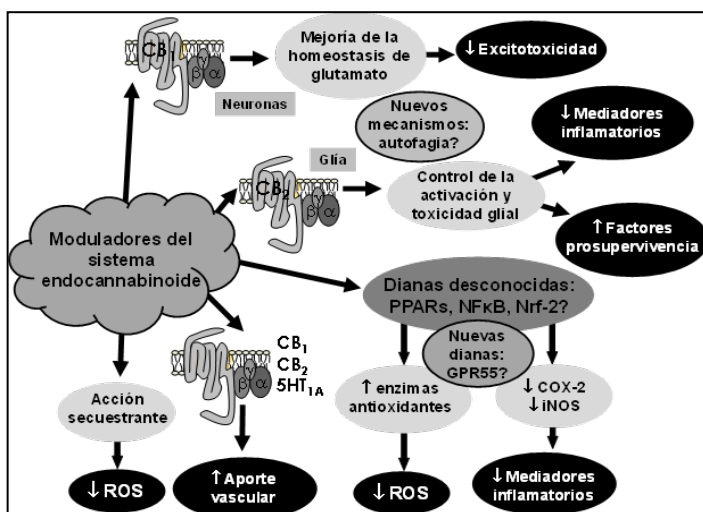 CB1
β γ α
Neuronas
Mejoría de la
homeostasis de
glutamato
↓ Excitotoxicidad
Nuevos
mecanismos:
autofagia?
↓ Mediadores
inflamatorios
Glía
CB2
β γ α
Control de la
activación y
toxicidad glial
↑ Factores
prosupervivencia
Moduladores del
sistema
endocannabinoide
Dianas desconocidas:
PPARs, NFκB, Nrf-2?
Nuevas
dianas:
GPR55?
β γ α
CB1
CB2
5HT1A
Acción
secuestrante
↑ enzimas
antioxidantes
↓ COX-2
↓ iNOS
↓ ROS
↑ Aporte
vascular
↓ ROS
↓ Mediadores
inflamatorios